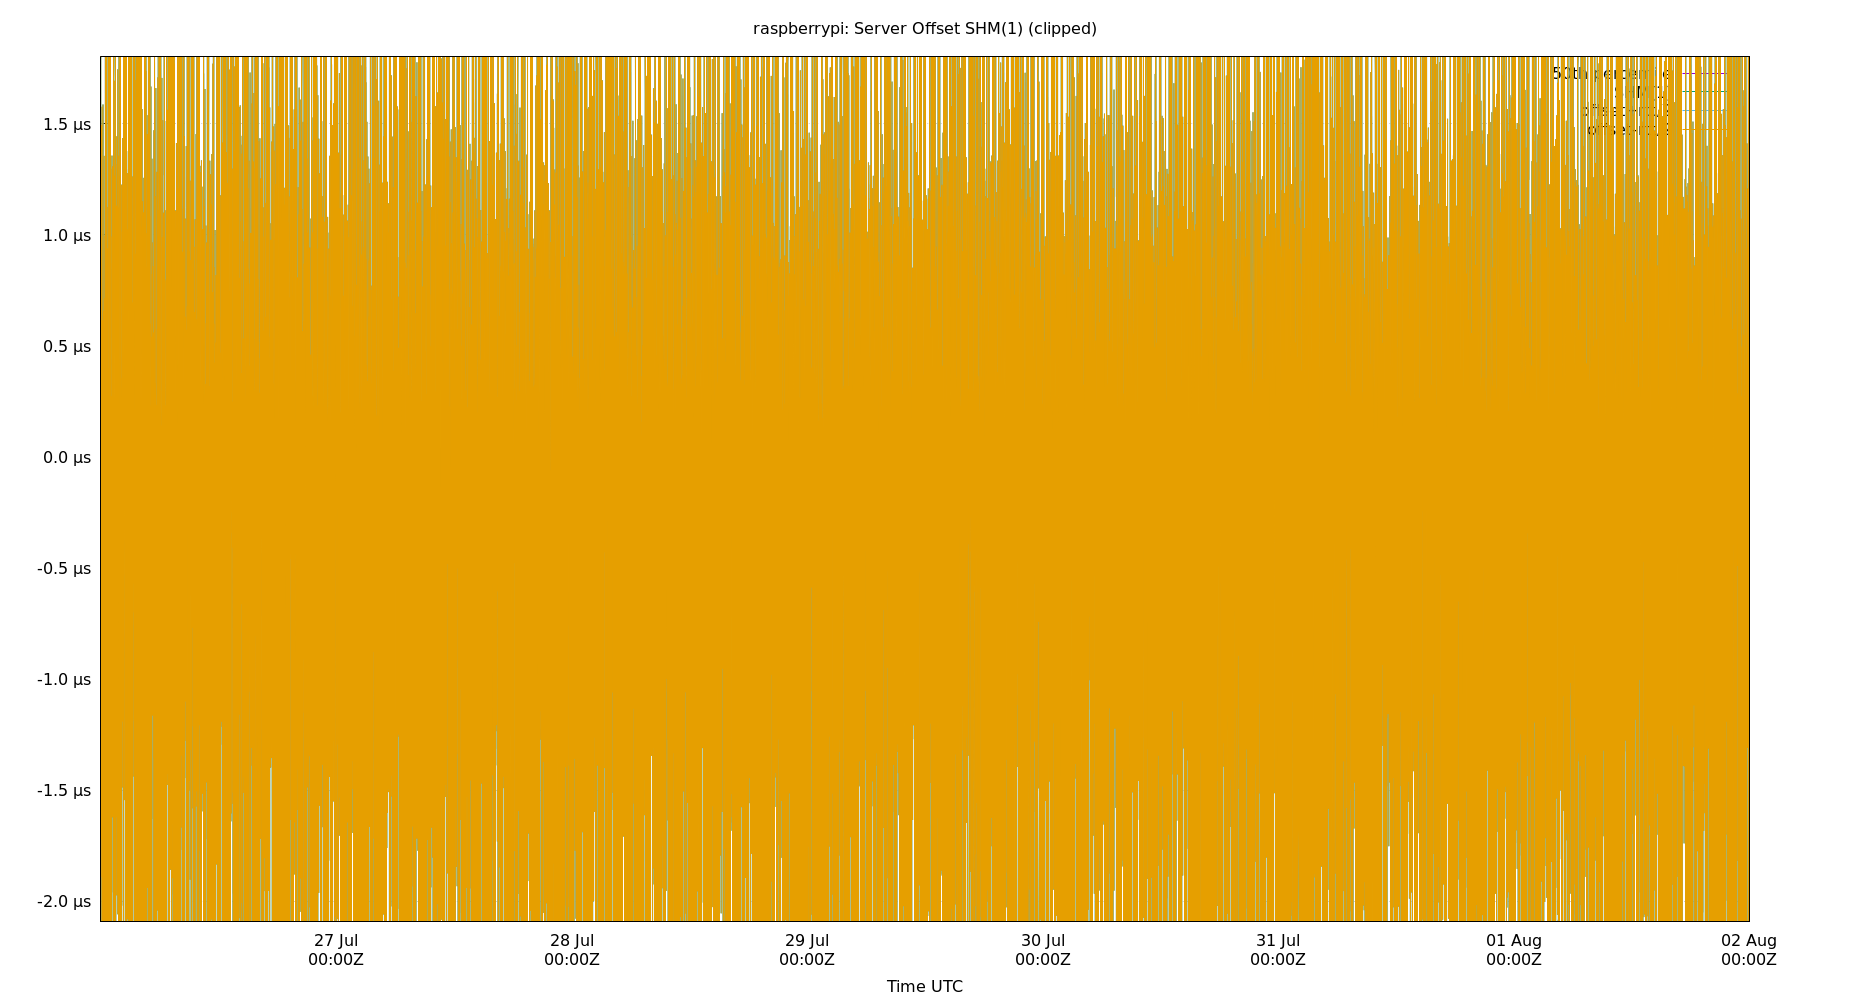 raspberrypi: Server Offset SHM(1) (clipped)
1.5 µs
1.0 µs
0.5 µs
0.0 µs
-0.5 µs
-1.0 µs
-1.5 µs
-2.0 µs
27 Jul 28 Jul 29 Jul 30 Jul 31 Jul 01 Aug 02 Aug
00:00Z 00:00Z 00:00Z 00:00Z 00:00Z 00:00Z 00:00Z
Time UTC